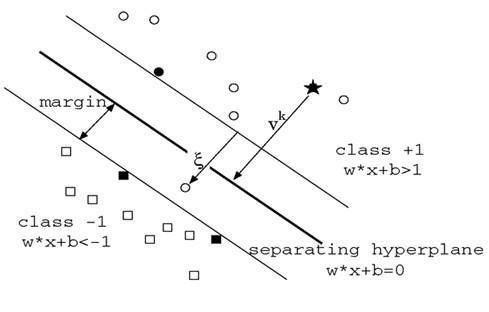 margin
v^k
ξ
class +1
w*x+b>1
class -1
w*x+b<-1
separating hyperplane
w*x+b=0